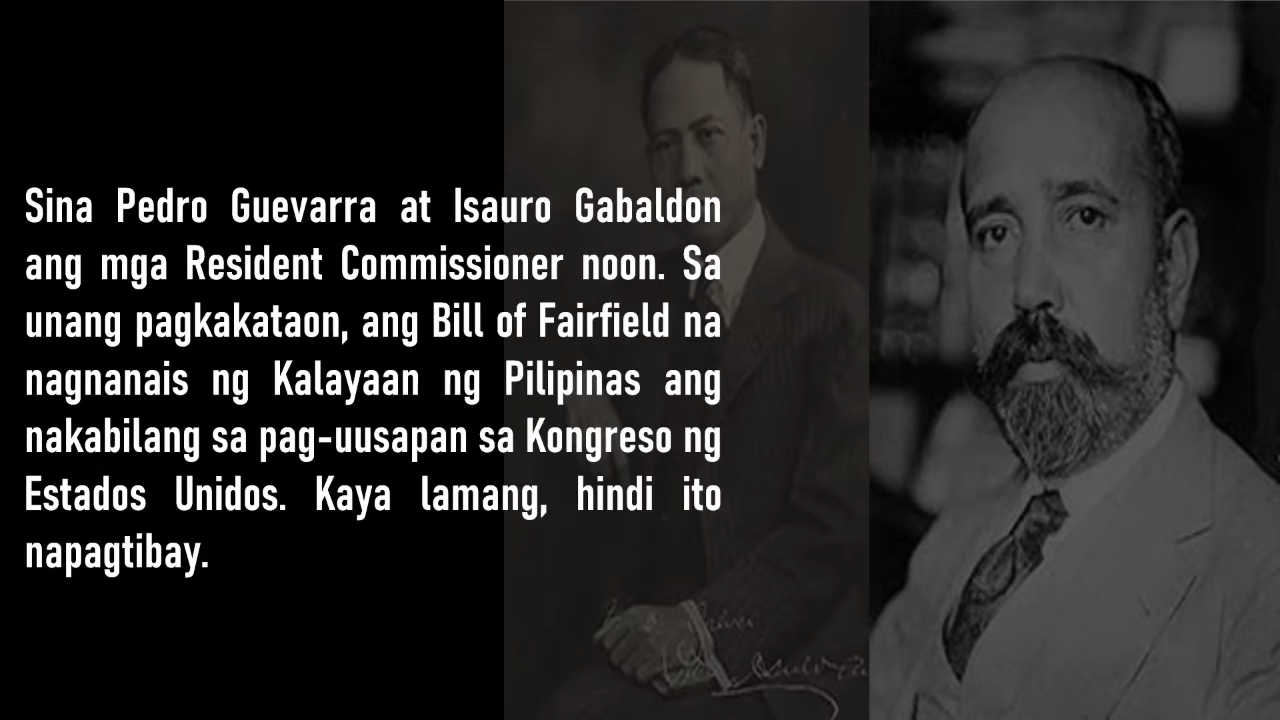 Sina Pedro Guevarra at Isauro Gabaldon
ang mga Resident Commissioner noon. Sa
unang pagkakataon, ang Bill of Fairfield na
nagnanais ng Kalayaan ng Pilipinas ang
nakabilang sa pag-uusapan sa Kongreso ng
Estados Unidos. Kaya lamang, hindi ito
napagtibay.